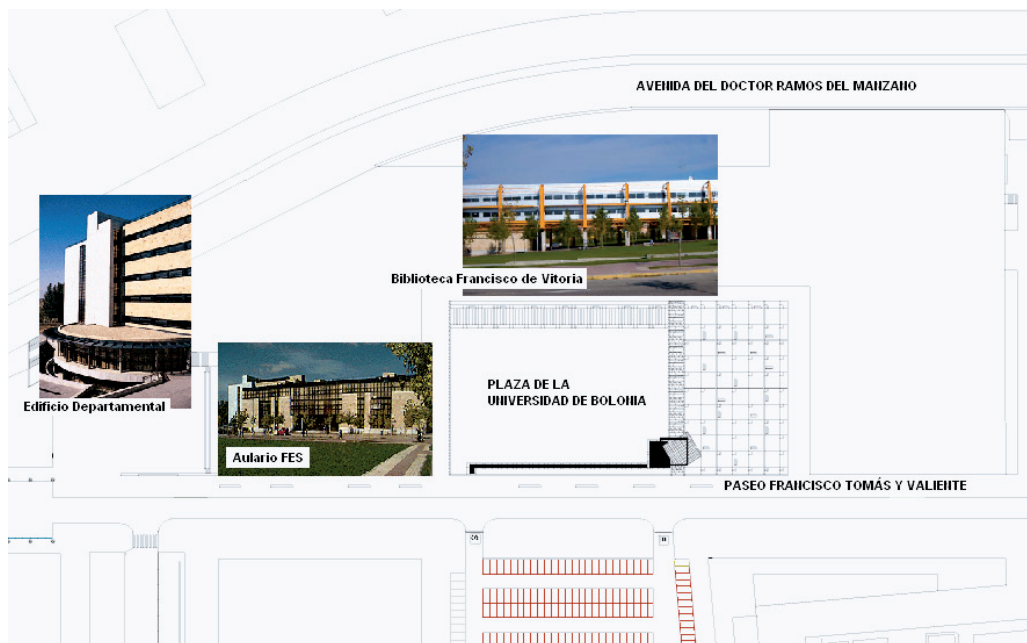 AVENIDA DEL DOCTOR RAMOS DEL MANZANO
Biblioteca Francisco de Vitoria
Edificio Departamental
PLAZA DE LA
UNIVERSIDAD DE BOLONIA
Aulario FES
PASEO FRANCISCO TOMÁS Y VALIENTE